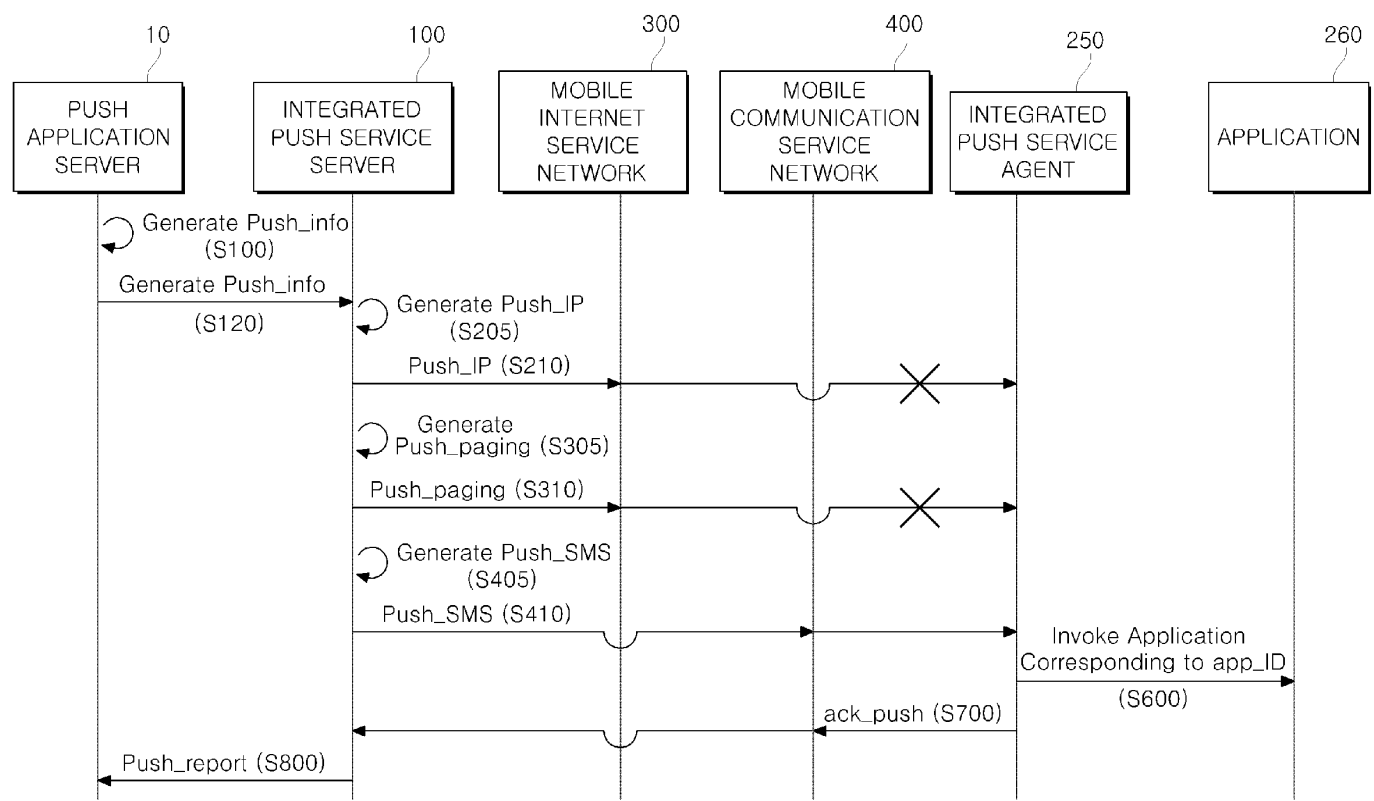 10
100
300
400
250
260
PUSH
APPLICATION
SERVER
INTEGRATED
PUSH SERVICE
SERVER
MOBILE
INTERNET
SERVICE
NETWORK
MOBILE
COMMUNICATION
SERVICE
NETWORK
INTEGRATED
PUSH SERVICE
AGENT
APPLICATION
Generate Push_info
(S100)
Generate Push_info
(S120)
Generate Push_IP
(S205)
Push_IP (S210)
Generate
Push_paging (S305)
Push_paging (S310)
Generate Push_SMS
(S405)
Push_SMS (S410)
Invoke Application
Corresponding to app_ID
(S600)
ack_push (S700)
Push_report (S800)